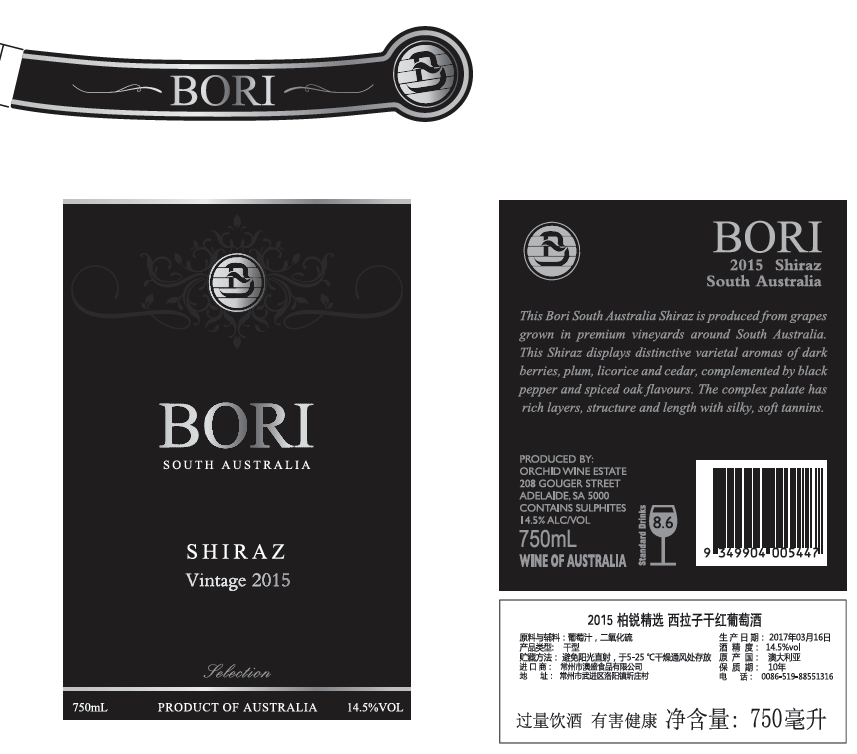 BORI
BORI
SOUTH AUSTRALIA
SHIRAZ
Vintage 2015
Selection
750mL PRODUCT OF AUSTRALIA 14.5%VOL
BORI
2015 Shiraz
South Australia
This Bori South Australia Shiraz is produced from grapes
grown in premium vineyards around South Australia.
This Shiraz displays distinctive varietal aromas of dark
berries, plum, licorice and cedar, complemented by black
pepper and spiced oak flavours. The complex palate has
rich layers, structure and length with silky, soft tannins.
PRODUCED BY:
ORCHID WINE ESTATE
208 GOUGER STREET
ADELAIDE, SA 5000
CONTAINS SULPHITES
14.5% ALC/VOL
750mL
WINE OF AUSTRALIA
Standard Drinks
8.6
9 349904 005447
2015 柏锐精选 西拉子干红葡萄酒
原料与辅料：葡萄汁，二氧化硫 生产日期：2017年03月16日
产品类型： 干型 酒精度：14.5%vol
贮藏方法：避免阳光直射，于5-25 ℃干燥通风处存放 原产国：澳大利亚
进口商： 常州市澳盛食品有限公司 保质期：10年
地址： 常州市武进区洛阳镇圻庄村 电话：0086-519-88551316
过量饮酒 有害健康 净含量：750毫升